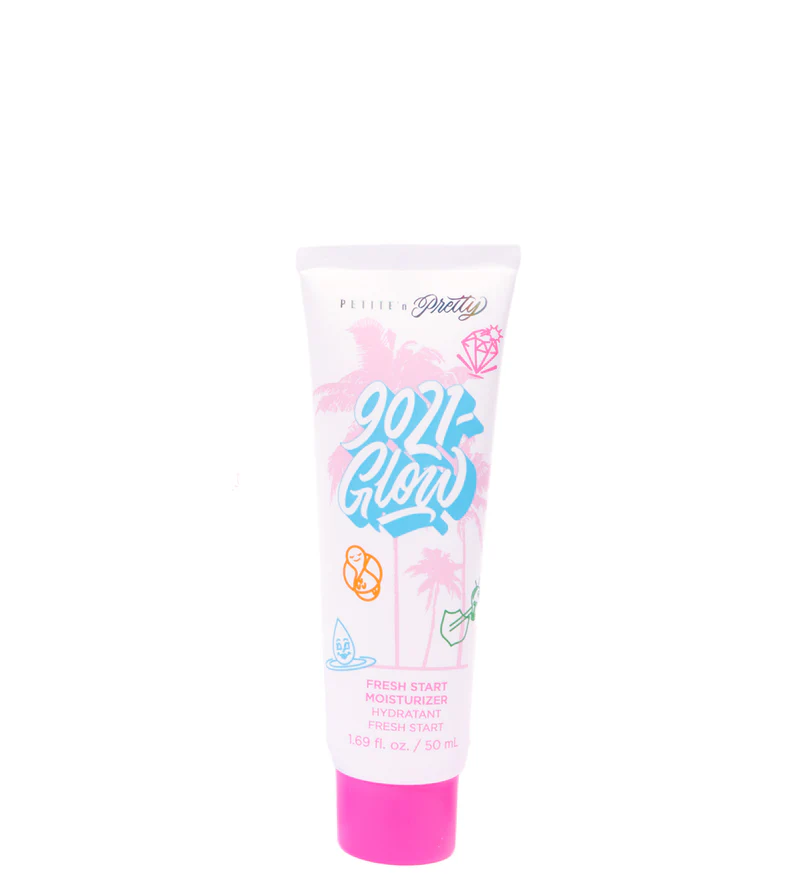 PETITE'n Pretty
9021-
Glow
FRESH START
MOISTURIZER
HYDRATANT
FRESH START
1.69 fl. oz. / 50 mL